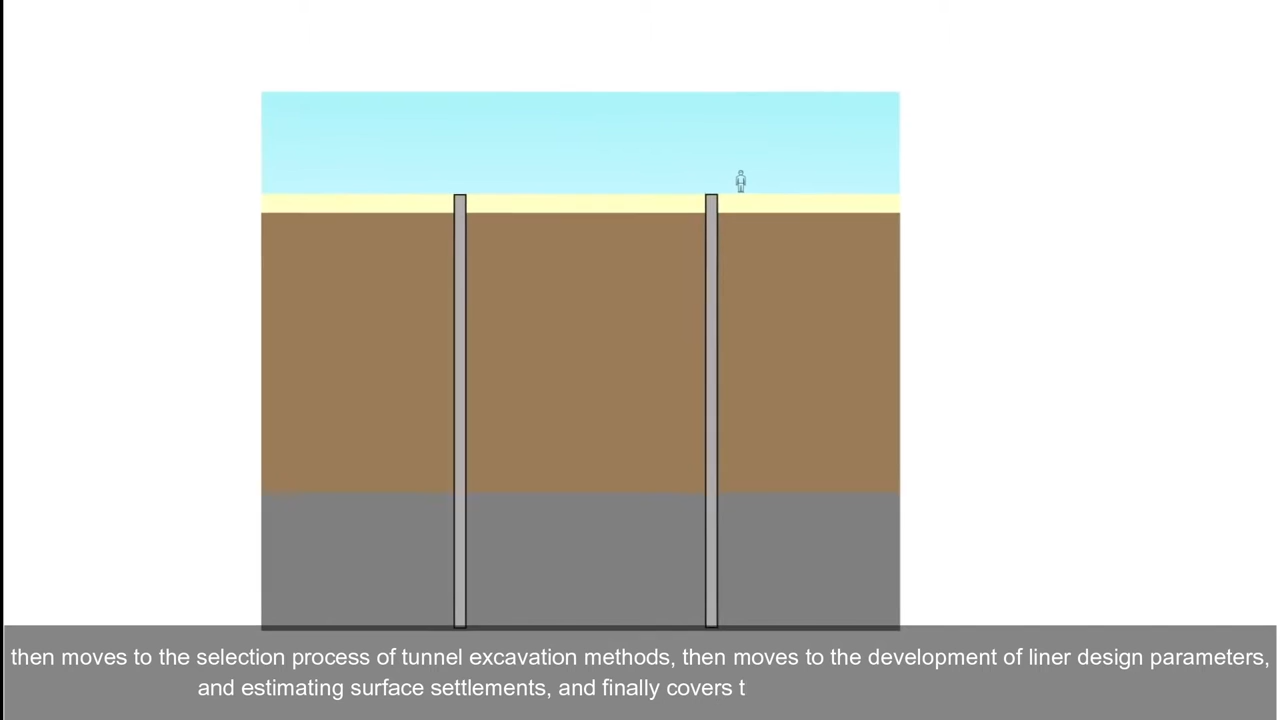 then moves to the selection process of tunnel excavation methods, then moves to the development of liner design parameters,
and estimating surface settlements, and finally covers t